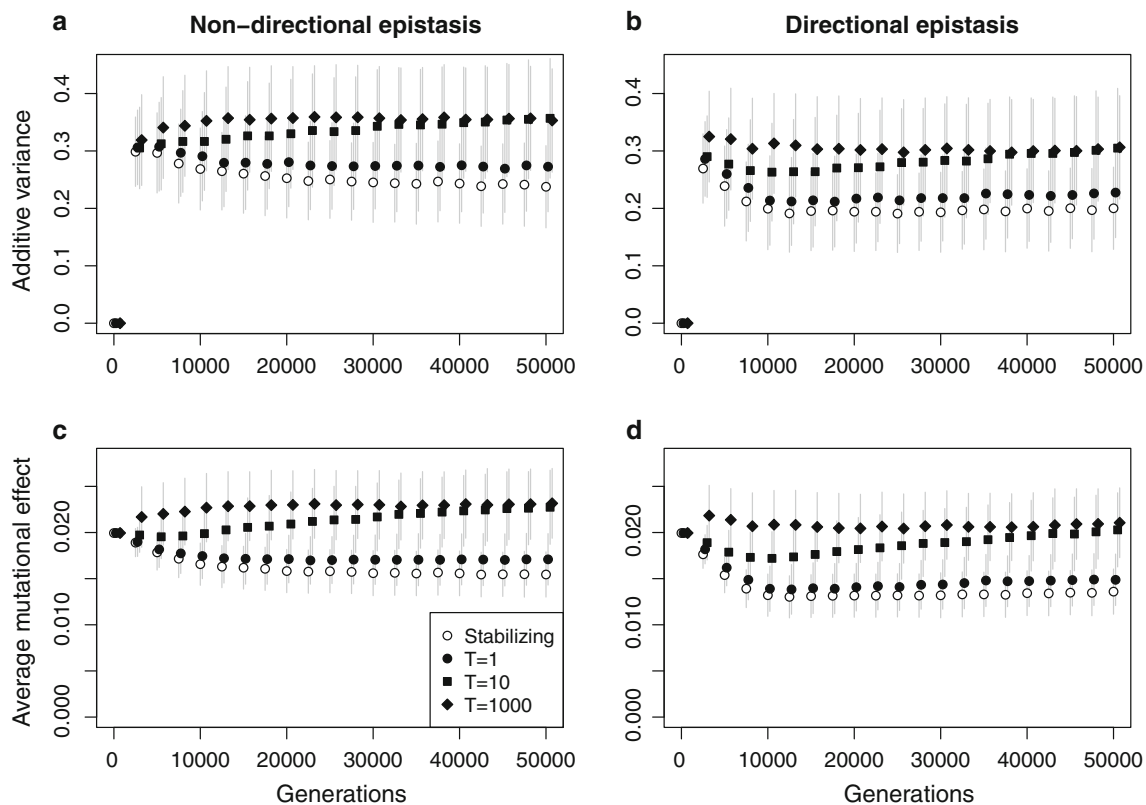 a
Non−directional epistasis
b
Directional epistasis
Additive variance
0.0
0.1
0.2
0.3
0.4
0
10000
20000
30000
40000
50000
0.0
0.1
0.2
0.3
0.4
0
10000
20000
30000
40000
50000
c
d
Average mutational effect
0.000
0.010
0.020
Stabilizing
T=1
T=10
T=1000
0
10000
20000
30000
40000
50000
Generations
0.000
0.010
0.020
0
10000
20000
30000
40000
50000
Generations